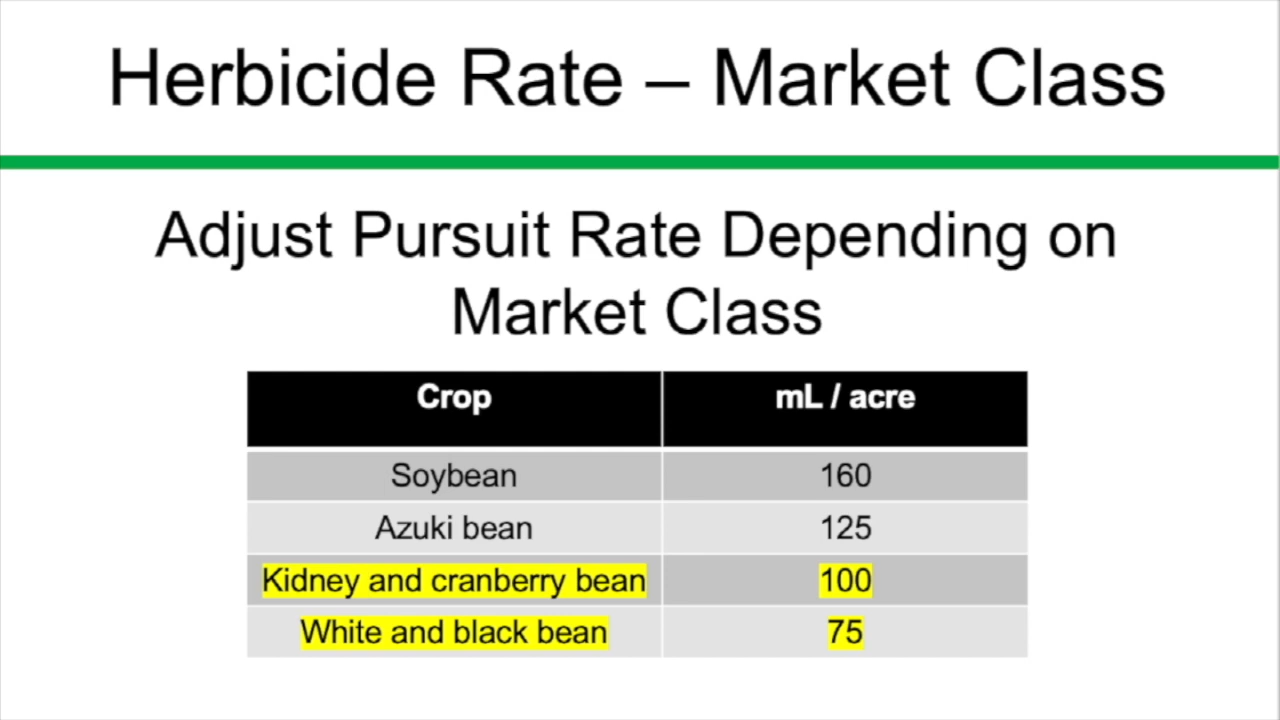 Herbicide Rate – Market Class
Adjust Pursuit Rate Depending on
Market Class
Crop mL / acre
Soybean 160
Azuki bean 125
Kidney and cranberry bean 100
White and black bean 75